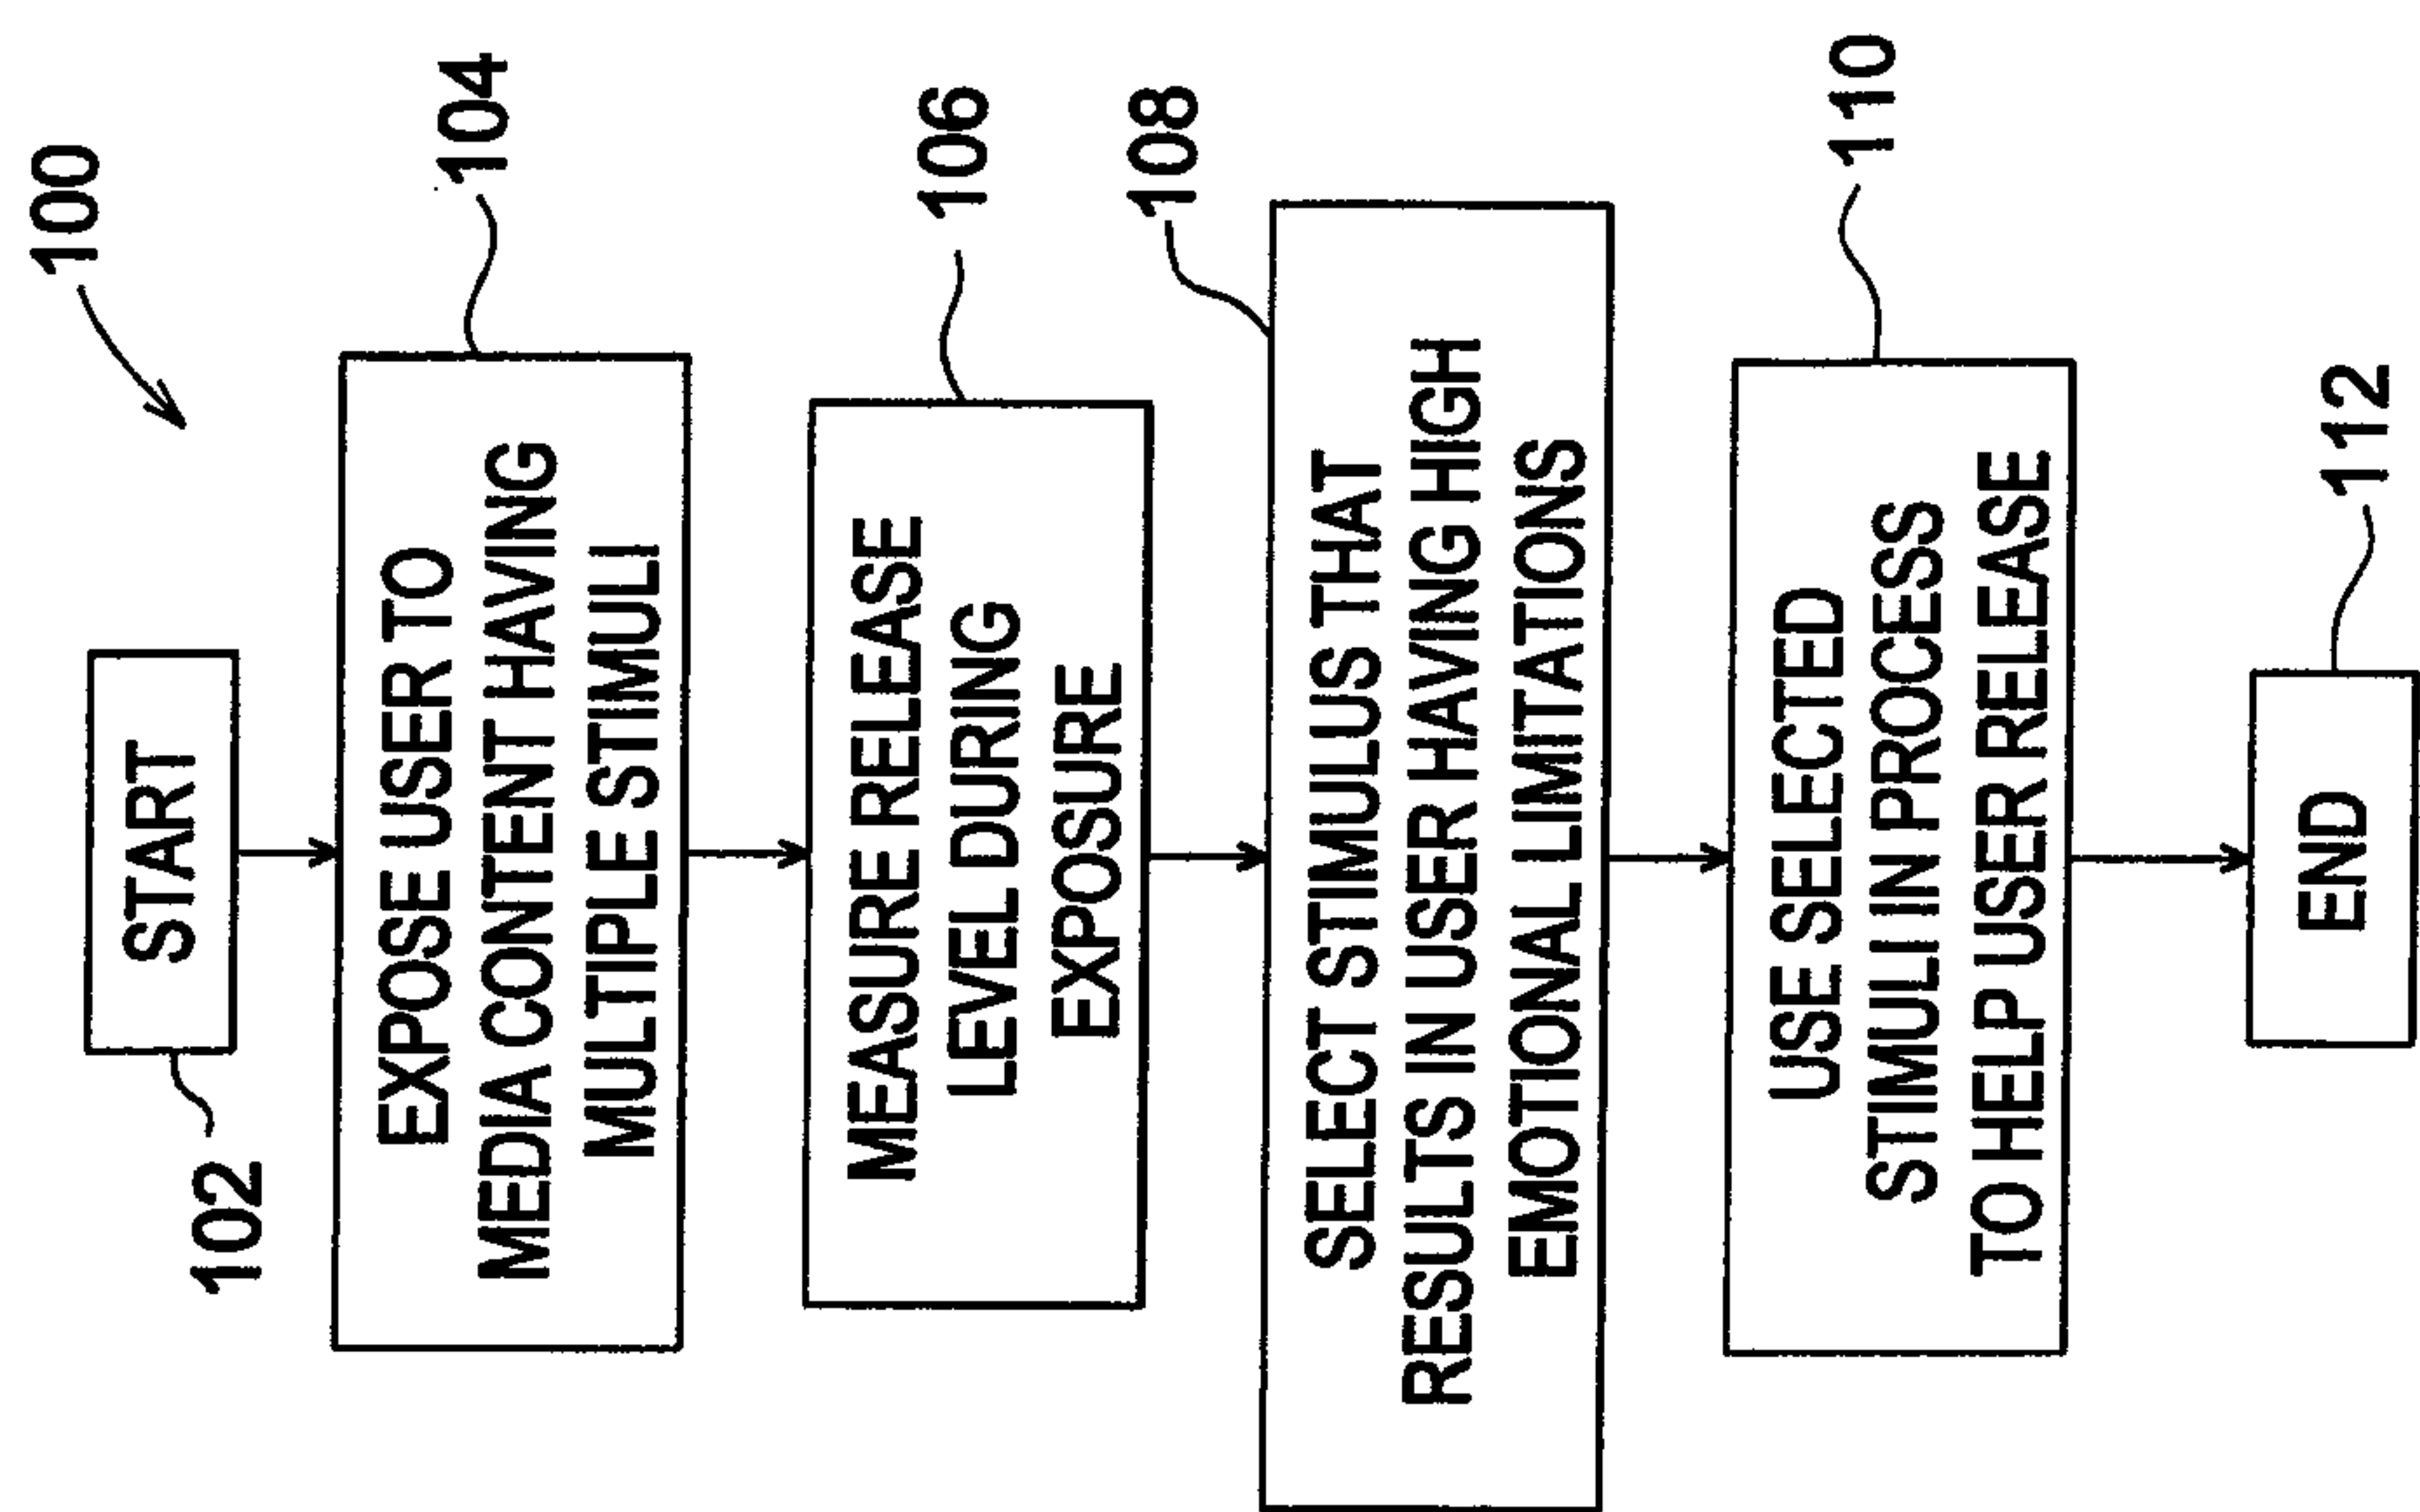 100
START
102
EXPOSE USER TO
MEDIA CONTENT HAVING
MULTIPLE STIMULI
104
MEASURE RELEASE
LEVEL DURING
EXPOSURE
106
SELECT STIMULUS THAT
RESULTS IN USER HAVING HIGH
EMOTIONAL LIMITATIONS
108
USE SELECTED
STIMULI IN PROCESS
TO HELP USER RELEASE
110
END
112